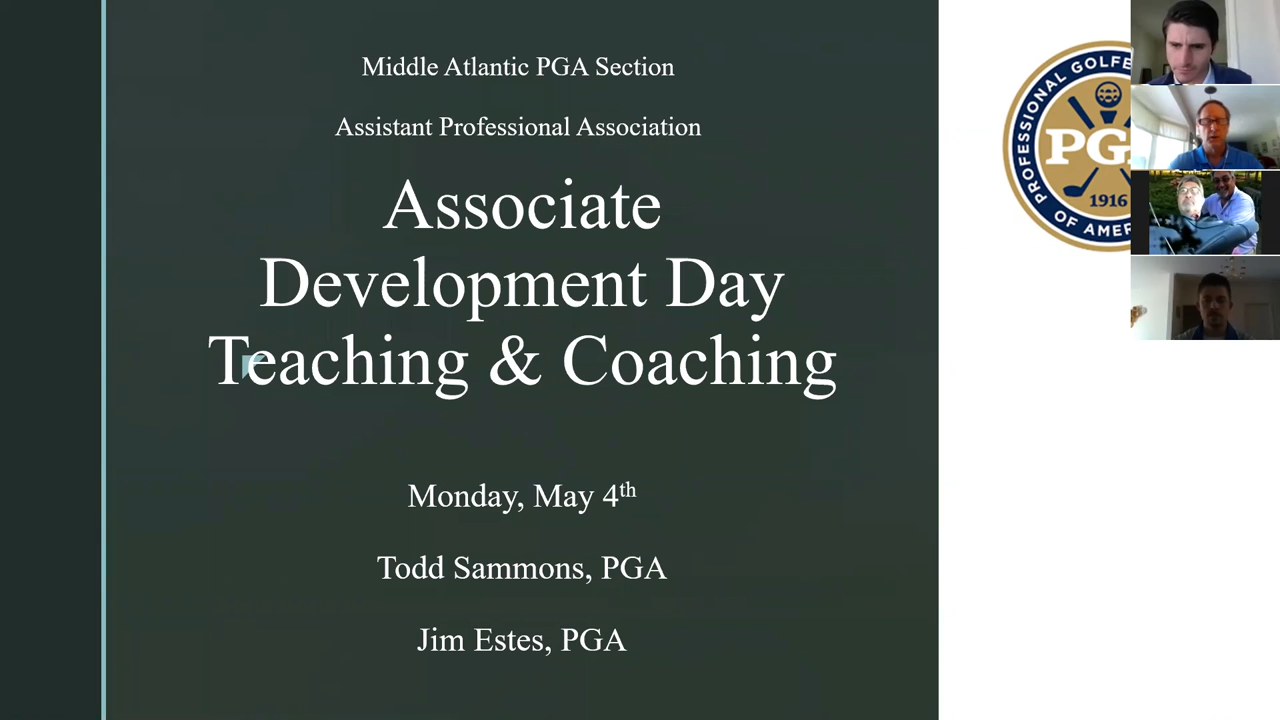 Middle Atlantic PGA Section
Assistant Professional Association
Associate
Development Day
Teaching & Coaching
Monday, May 4th
Todd Sammons, PGA
Jim Estes, PGA
PROFESSIONAL GOLFE
PG
1916
OF AMER